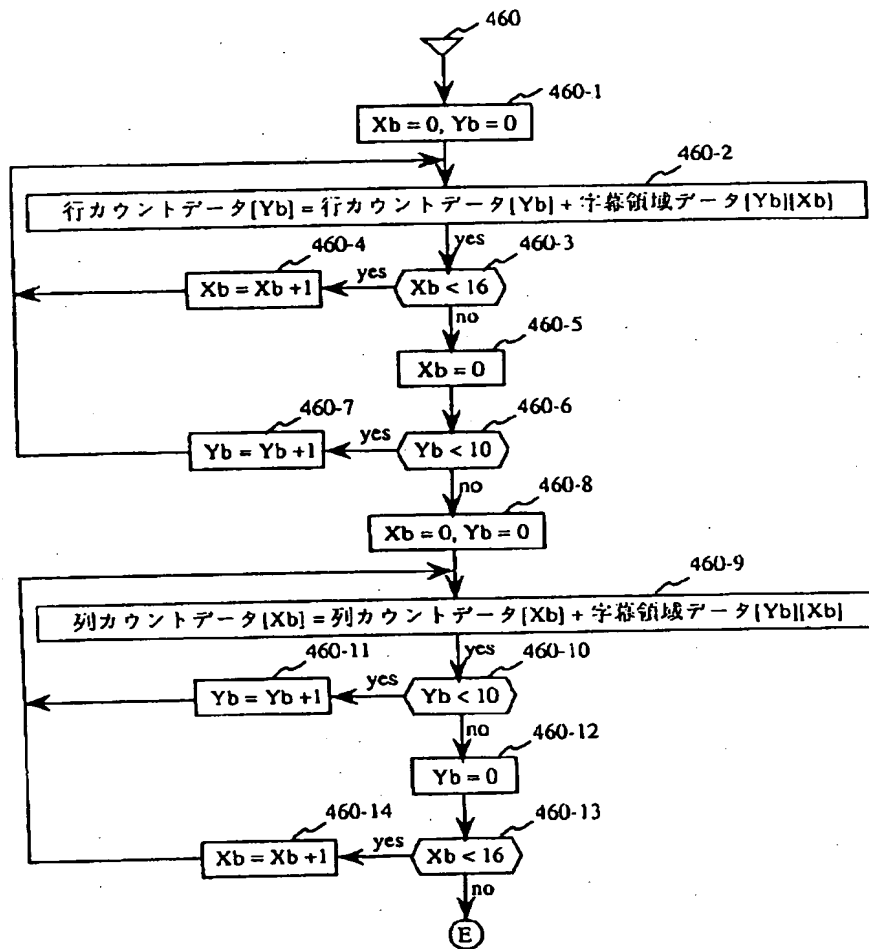 460
460-1
Xb = 0, Yb = 0
460-2
行カウントデータ[Yb] = 行カウントデータ[Yb] + 字幕領域データ[Yb][Xb]
yes
460-3
460-4
Xb < 16
yes
Xb = Xb +1
no
460-5
Xb = 0
460-6
460-7
Yb < 10
yes
Yb = Yb +1
no
460-8
Xb = 0, Yb = 0
460-9
列カウントデータ[Xb] = 列カウントデータ[Xb] + 字幕領域データ[Yb][Xb]
yes
460-10
460-11
Yb < 10
yes
Yb = Yb +1
no
460-12
Yb = 0
460-13
460-14
Xb < 16
yes
Xb = Xb +1
no
E